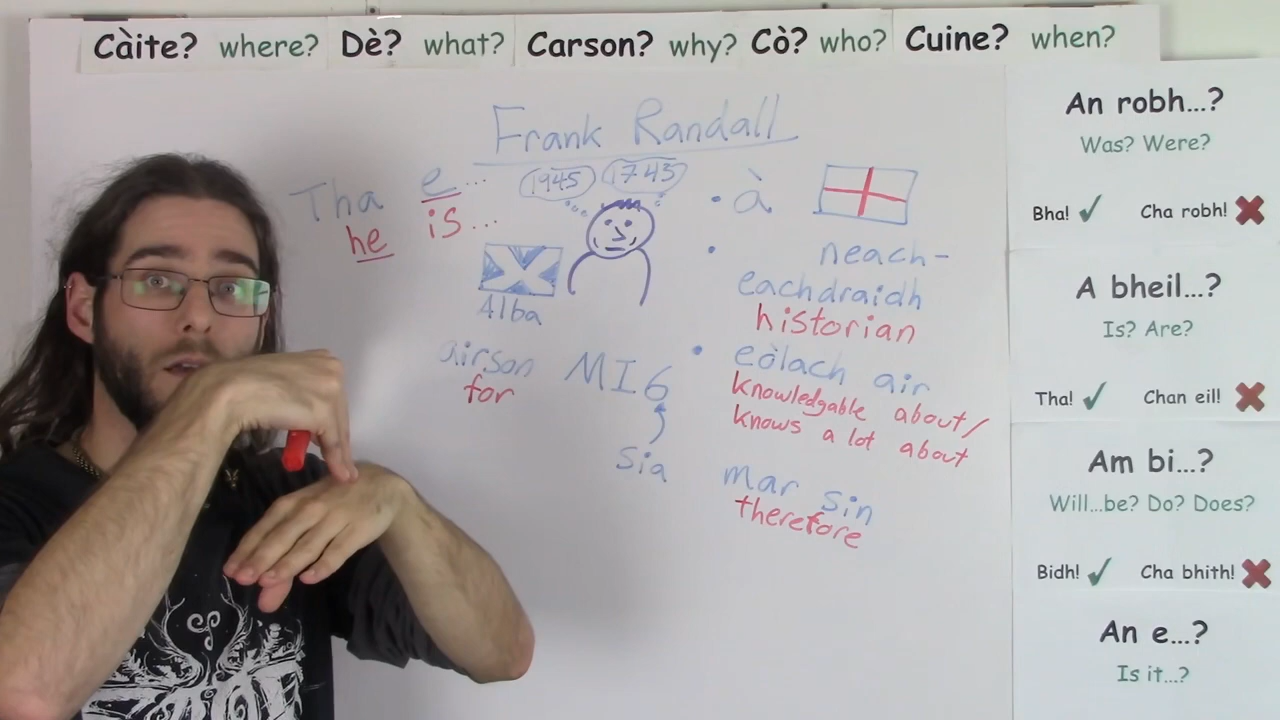 Càite? where? Dè? what? Carson? why? Cò? who? Cuine? when?
Frank Randall
Tha e...
he is...
1945
1743
Alba
airson MI6
for
sia
• à
• neach-
eachdraidh
historian
• eòlach air
knowledgable about/
knows a lot about
mar sin
therefore
An robh...?
Was? Were?
Bha! Cha robh!
A bheil...?
Is? Are?
Tha! Chan eil!
Am bi...?
Will...be? Do? Does?
Bidh! Cha bhith!
An e...?
Is it...?